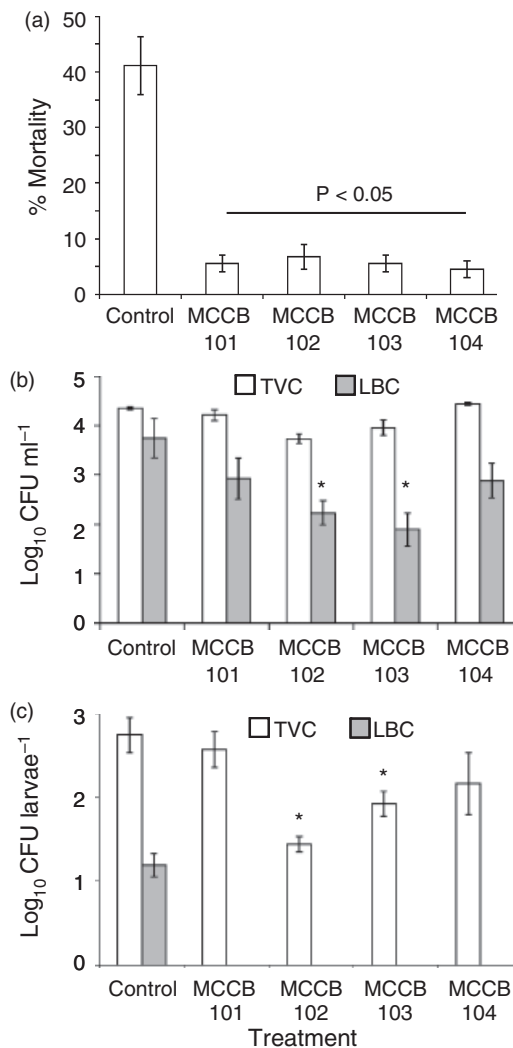 (a)
% Mortality
50
40
30
20
10
0
P < 0.05
Control MCCB 101 MCCB 102 MCCB 103 MCCB 104
(b)
Log10 CFU ml−1
TVC LBC
5
4
3
2
1
0
* *
Control MCCB 101 MCCB 102 MCCB 103 MCCB 104
(c)
Log10 CFU larvae−1
TVC LBC
3
2
1
0
* *
Control MCCB 101 MCCB 102 MCCB 103 MCCB 104
Treatment